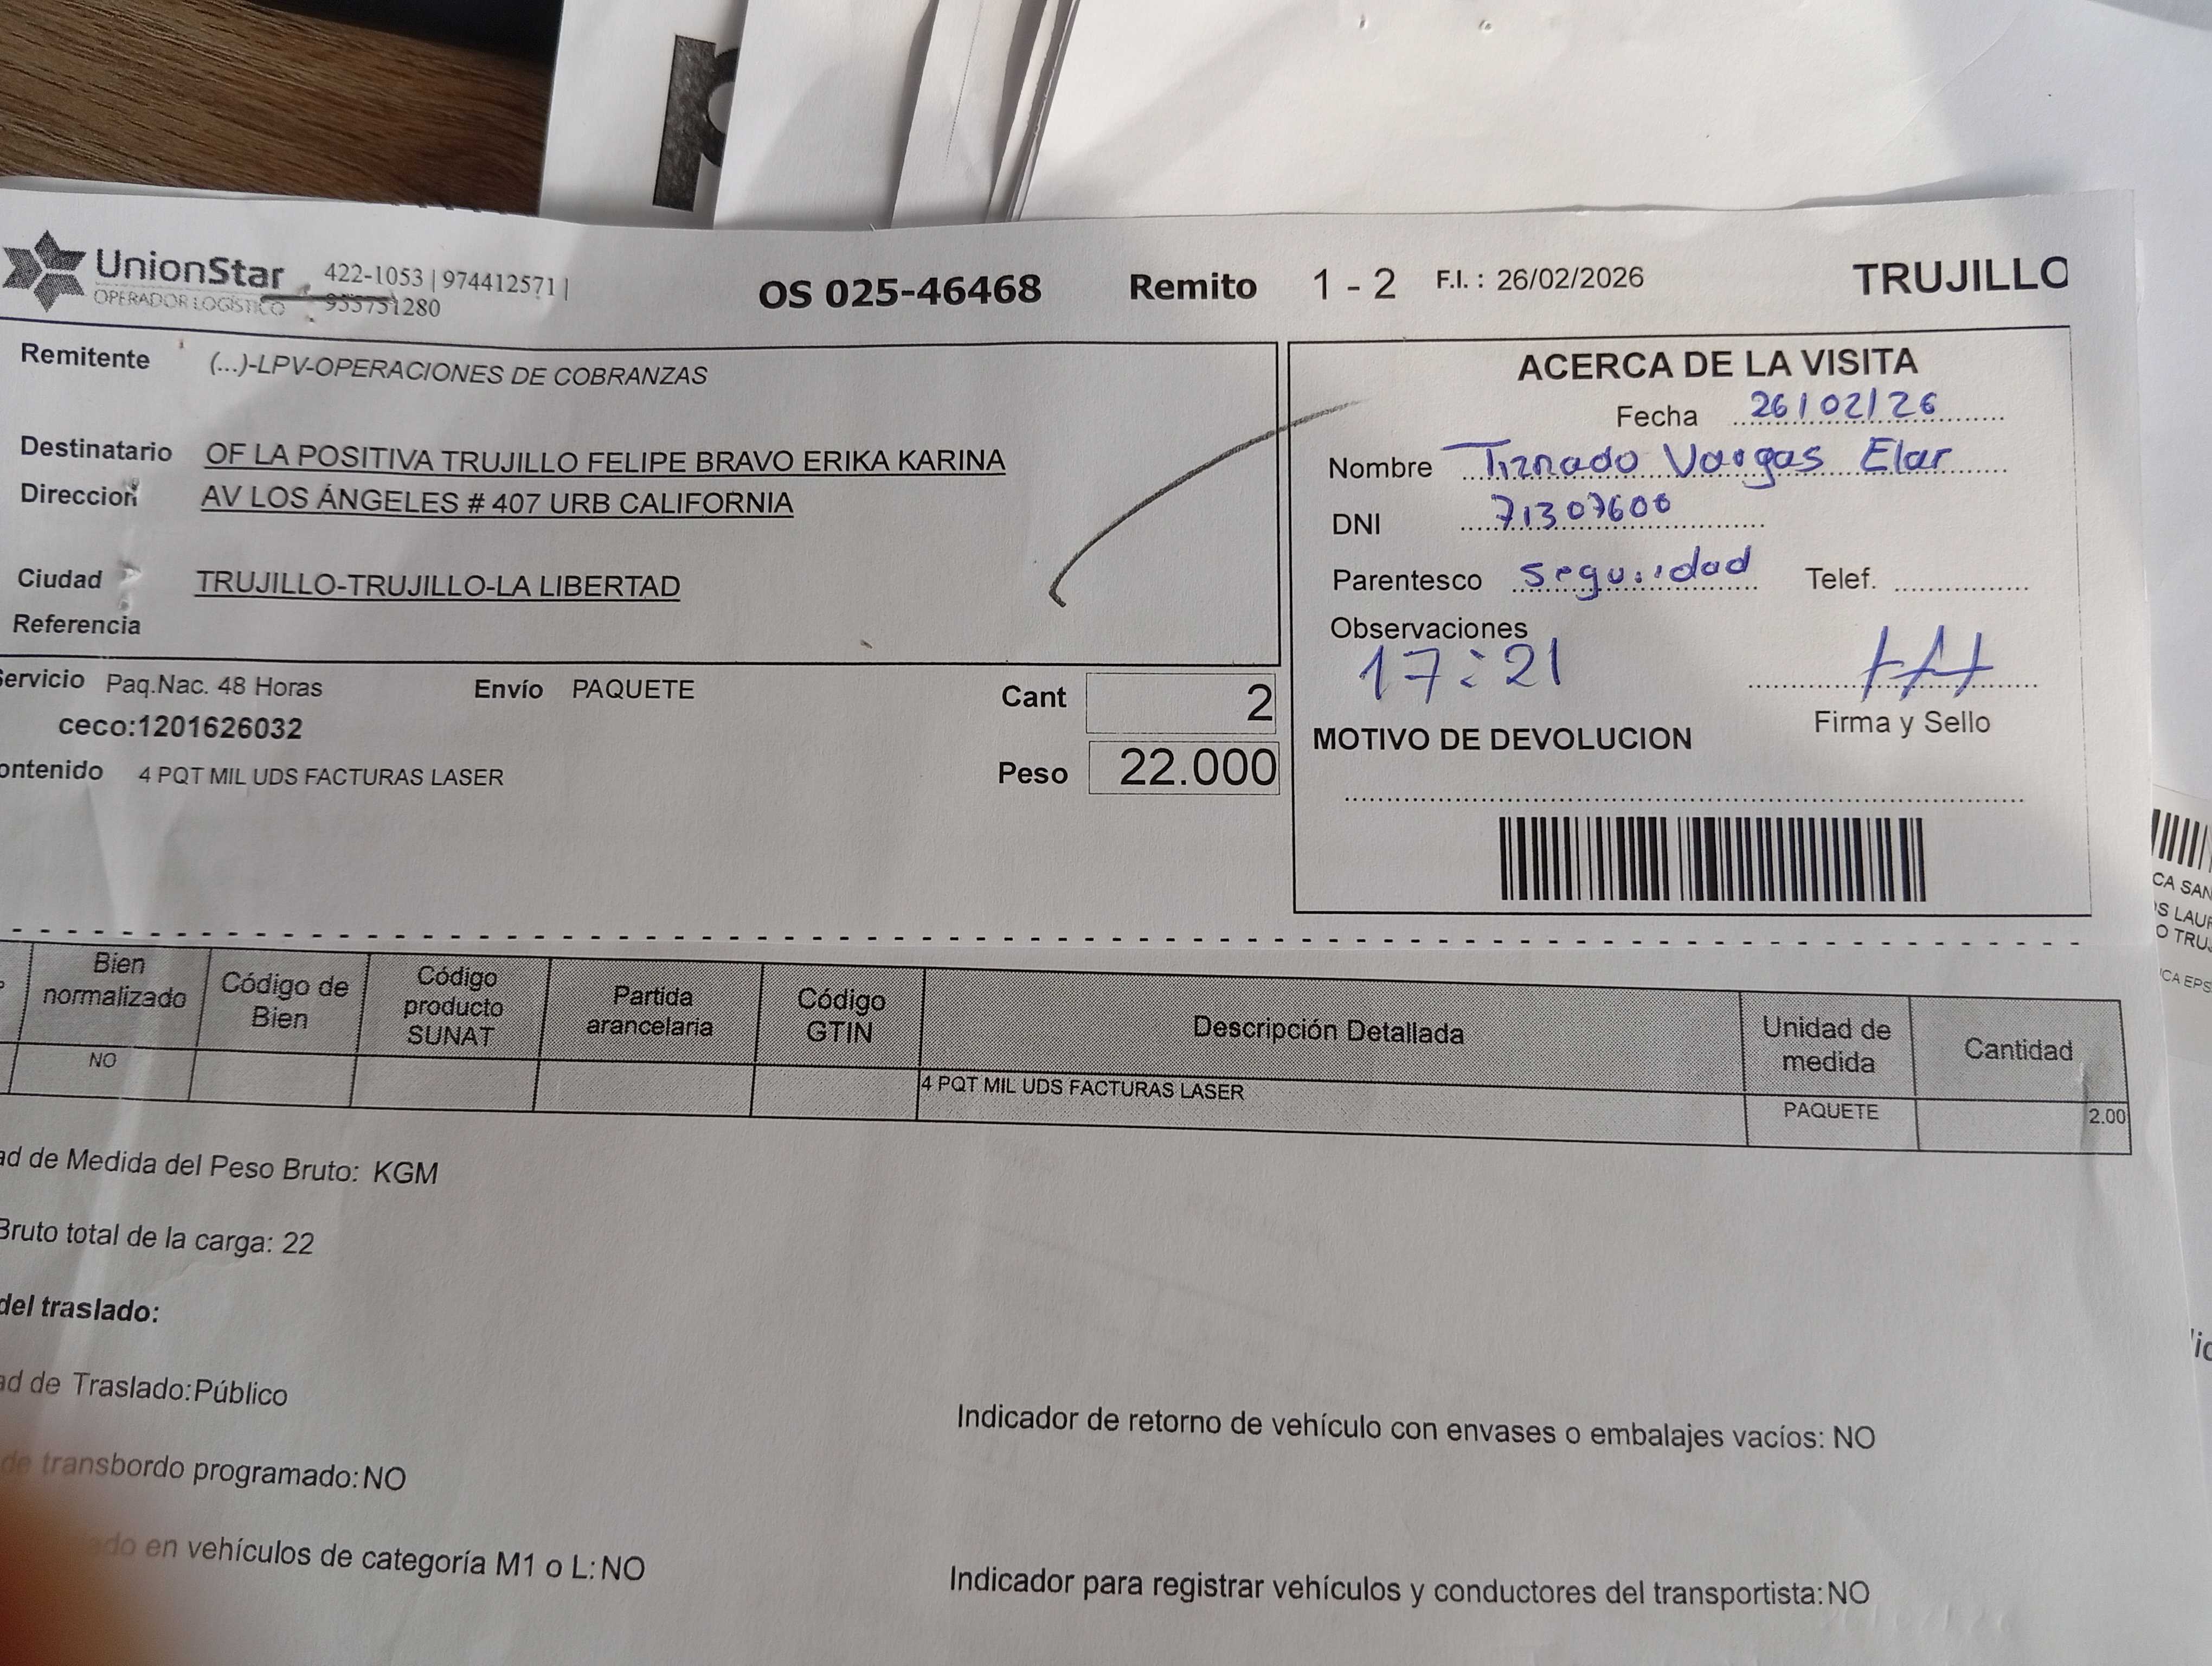 UnionStar
OPERADOR LOGÍSTICO
422-1053 | 974412571 |
955751280
OS 025-46468 Remito 1 - 2 F.I. : 26/02/2026 TRUJILLO
Remitente (...)-LPV-OPERACIONES DE COBRANZAS
Destinatario OF LA POSITIVA TRUJILLO FELIPE BRAVO ERIKA KARINA
Direccion AV LOS ÁNGELES # 407 URB CALIFORNIA
Ciudad TRUJILLO-TRUJILLO-LA LIBERTAD
Referencia
ervicio Paq.Nac. 48 Horas Envío PAQUETE Cant 2
ceco:1201626032
ontenido 4 PQT MIL UDS FACTURAS LASER Peso 22.000
ACERCA DE LA VISITA
Fecha 26/02/26
Nombre Tiznado Vargas Elar
DNI 71307600
Parentesco seguridad Telef.
Observaciones
17:21
Firma y Sello
MOTIVO DE DEVOLUCION
Bien normalizado Código de Bien Código producto SUNAT Partida arancelaria Código GTIN Descripción Detallada Unidad de medida Cantidad
NO 4 PQT MIL UDS FACTURAS LASER PAQUETE 2.00
ad de Medida del Peso Bruto: KGM
Bruto total de la carga: 22
del traslado:
ad de Traslado:Público
Indicador de retorno de vehículo con envases o embalajes vacíos: NO
de transbordo programado:NO
do en vehículos de categoría M1 o L:NO
Indicador para registrar vehículos y conductores del transportista:NO
CA SAN
S LAUR
O TRUJ
ICA EPS